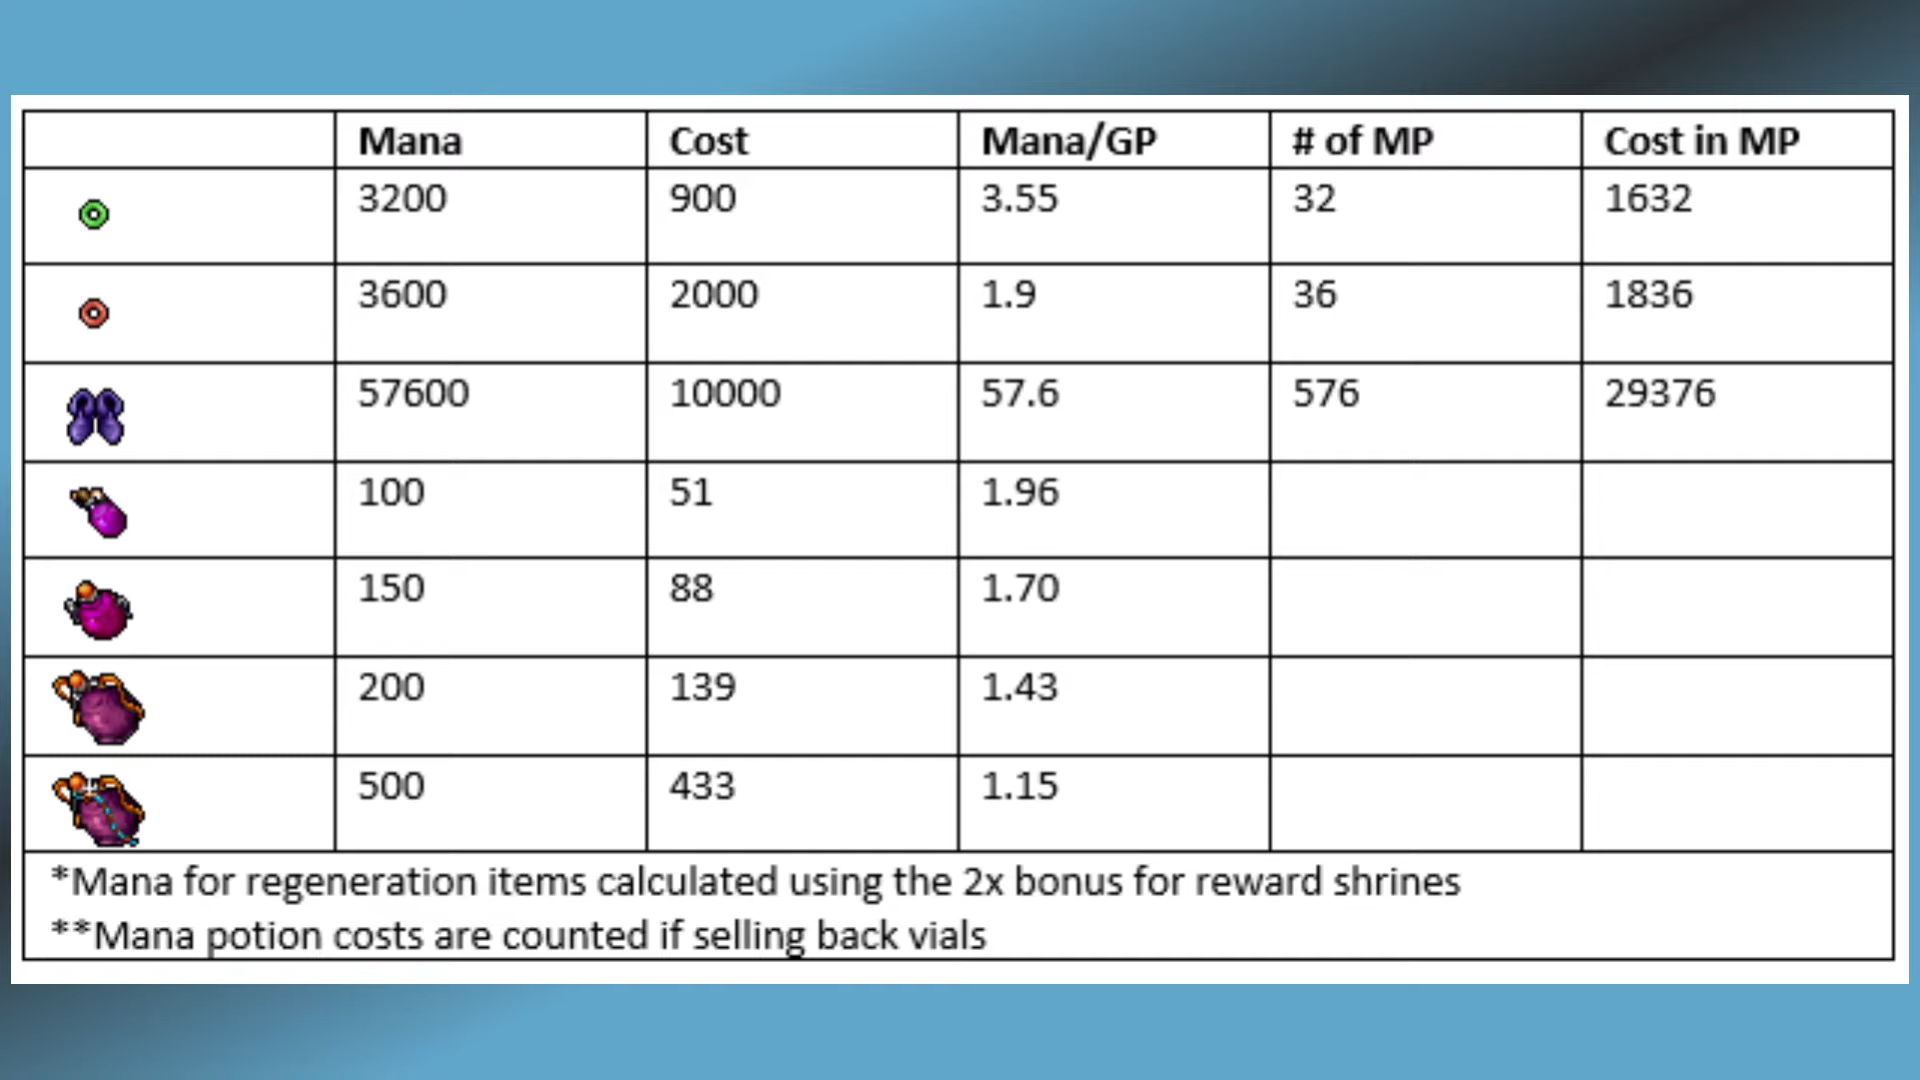 Mana Cost Mana/GP # of MP Cost in MP
3200 900 3.55 32 1632
3600 2000 1.9 36 1836
57600 10000 57.6 576 29376
100 51 1.96
150 88 1.70
200 139 1.43
500 433 1.15
*Mana for regeneration items calculated using the 2x bonus for reward shrines
**Mana potion costs are counted if selling back vials